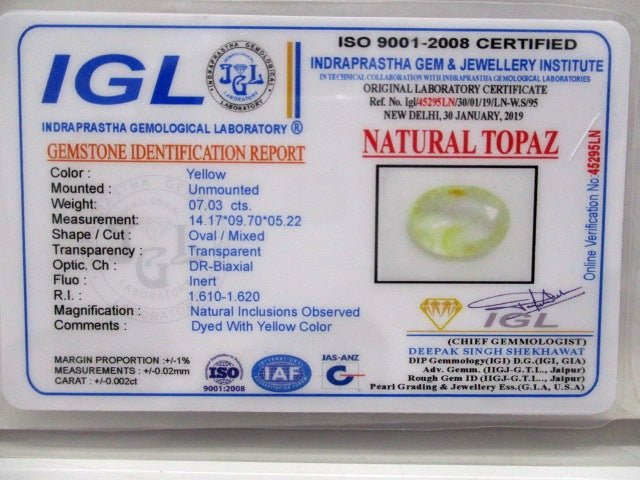 IGL
INDRAPRASTHA GEMOLOGICAL LABORATORY
INDRAPRASTHA GEMOLOGICAL LABORATORY ®
GEMSTONE IDENTIFICATION REPORT
Color : Yellow
Mounted : Unmounted
Weight : 07.03 cts.
Measurement : 14.17*09.70*05.22
Shape / Cut : Oval / Mixed
Transparency : Transparent
Optic. Ch : DR-Biaxial
Fluo : Inert
R.I. : 1.610-1.620
Magnification : Natural Inclusions Observed
Comments : Dyed With Yellow Color
MARGIN PROPORTION :+/-1%
MEASUREMENTS : +/-0.02mm
CARAT : +/-0.002ct
ISO
9001:2008
IAF
JAS-ANZ
ISO 9001-2008 CERTIFIED
INDRAPRASTHA GEM & JEWELLERY INSTITUTE
IN TECHNICAL COLLABORATION WITH INDRAPRASTHA GEMOLOGICAL LABORATORIES
ORIGINAL LABORATORY CERTIFICATE
Ref. No. Igl/45295LN/30/01/19/LN-W.S/95
NEW DELHI, 30 JANUARY, 2019
NATURAL TOPAZ
Online Verification No:45295LN
IGL
(CHIEF GEMMOLOGIST)
DEEPAK SINGH SHEKHAWAT
DIP Gemmology(IGI) D.G.(IGI, GIA)
Adv. Gemm. (IIGJ-G.T.L., Jaipur)
Rough Gem ID (IIGJ-G.T.L., Jaipur)
Pearl Grading & Jewellery Ess.(G.I.A, U.S.A)